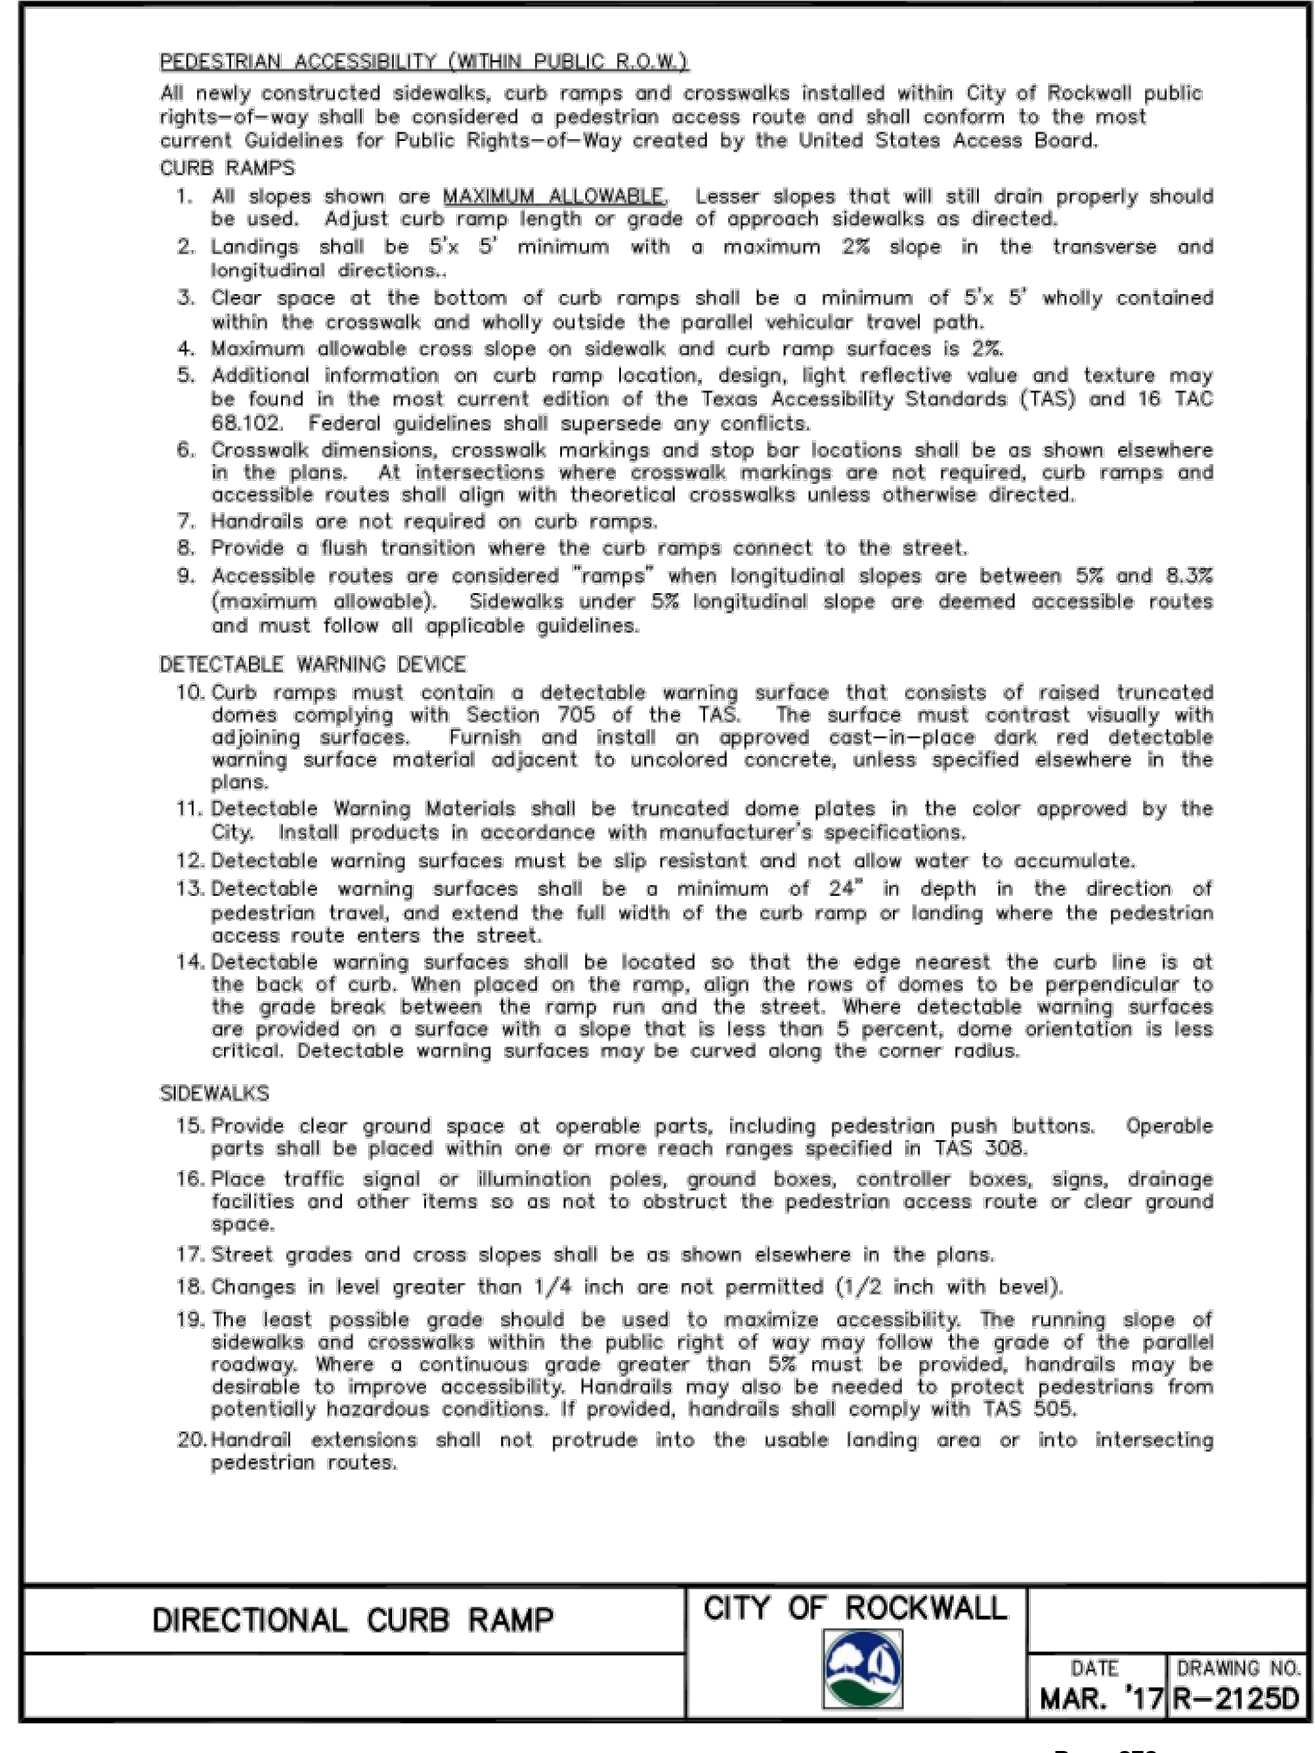 PEDESTRIAN ACCESSIBILITY (WITHIN PUBLIC R.O.W.)
All newly constructed sidewalks, curb ramps and crosswalks installed within City of Rockwall public
rights-of-way shall be considered a pedestrian access route and shall conform to the most
current Guidelines for Public Rights-of-Way created by the United States Access Board.
CURB RAMPS
1. All slopes shown are MAXIMUM ALLOWABLE. Lesser slopes that will still drain properly should
be used. Adjust curb ramp length or grade of approach sidewalks as directed.
2. Landings shall be 5'x 5' minimum with a maximum 2% slope in the transverse and
longitudinal directions..
3. Clear space at the bottom of curb ramps shall be a minimum of 5'x 5' wholly contained
within the crosswalk and wholly outside the parallel vehicular travel path.
4. Maximum allowable cross slope on sidewalk and curb ramp surfaces is 2%.
5. Additional information on curb ramp location, design, light reflective value and texture may
be found in the most current edition of the Texas Accessibility Standards (TAS) and 16 TAC
68.102. Federal guidelines shall supersede any conflicts.
6. Crosswalk dimensions, crosswalk markings and stop bar locations shall be as shown elsewhere
in the plans. At intersections where crosswalk markings are not required, curb ramps and
accessible routes shall align with theoretical crosswalks unless otherwise directed.
7. Handrails are not required on curb ramps.
8. Provide a flush transition where the curb ramps connect to the street.
9. Accessible routes are considered "ramps" when longitudinal slopes are between 5% and 8.3%
(maximum allowable). Sidewalks under 5% longitudinal slope are deemed accessible routes
and must follow all applicable guidelines.
DETECTABLE WARNING DEVICE
10. Curb ramps must contain a detectable warning surface that consists of raised truncated
domes complying with Section 705 of the TAS. The surface must contrast visually with
adjoining surfaces. Furnish and install an approved cast-in-place dark red detectable
warning surface material adjacent to uncolored concrete, unless specified elsewhere in the
plans.
11. Detectable Warning Materials shall be truncated dome plates in the color approved by the
City. Install products in accordance with manufacturer's specifications.
12. Detectable warning surfaces must be slip resistant and not allow water to accumulate.
13. Detectable warning surfaces shall be a minimum of 24" in depth in the direction of
pedestrian travel, and extend the full width of the curb ramp or landing where the pedestrian
access route enters the street.
14. Detectable warning surfaces shall be located so that the edge nearest the curb line is at
the back of curb. When placed on the ramp, align the rows of domes to be perpendicular to
the grade break between the ramp run and the street. Where detectable warning surfaces
are provided on a surface with a slope that is less than 5 percent, dome orientation is less
critical. Detectable warning surfaces may be curved along the corner radius.
SIDEWALKS
15. Provide clear ground space at operable parts, including pedestrian push buttons. Operable
parts shall be placed within one or more reach ranges specified in TAS 308.
16. Place traffic signal or illumination poles, ground boxes, controller boxes, signs, drainage
facilities and other items so as not to obstruct the pedestrian access route or clear ground
space.
17. Street grades and cross slopes shall be as shown elsewhere in the plans.
18. Changes in level greater than 1/4 inch are not permitted (1/2 inch with bevel).
19. The least possible grade should be used to maximize accessibility. The running slope of
sidewalks and crosswalks within the public right of way may follow the grade of the parallel
roadway. Where a continuous grade greater than 5% must be provided, handrails may be
desirable to improve accessibility. Handrails may also be needed to protect pedestrians from
potentially hazardous conditions. If provided, handrails shall comply with TAS 505.
20. Handrail extensions shall not protrude into the usable landing area or into intersecting
pedestrian routes.
DIRECTIONAL CURB RAMP
CITY OF ROCKWALL
DATE
MAR. '17
DRAWING NO.
R-2125D